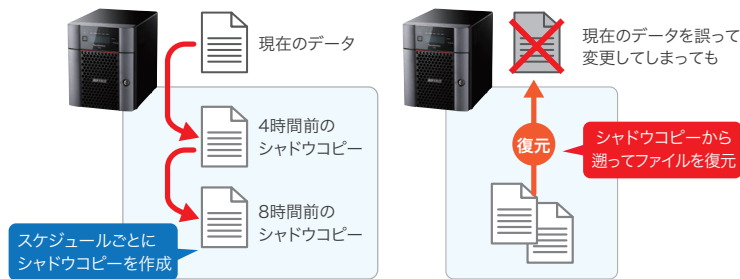 現在のデータ
4時間前の
シャドウコピー
8時間前の
シャドウコピー
スケジュールごとに
シャドウコピーを作成
現在のデータを誤って
変更してしまっても
復元
シャドウコピーから
遡ってファイルを復元
BUFFALO
BUFFALO